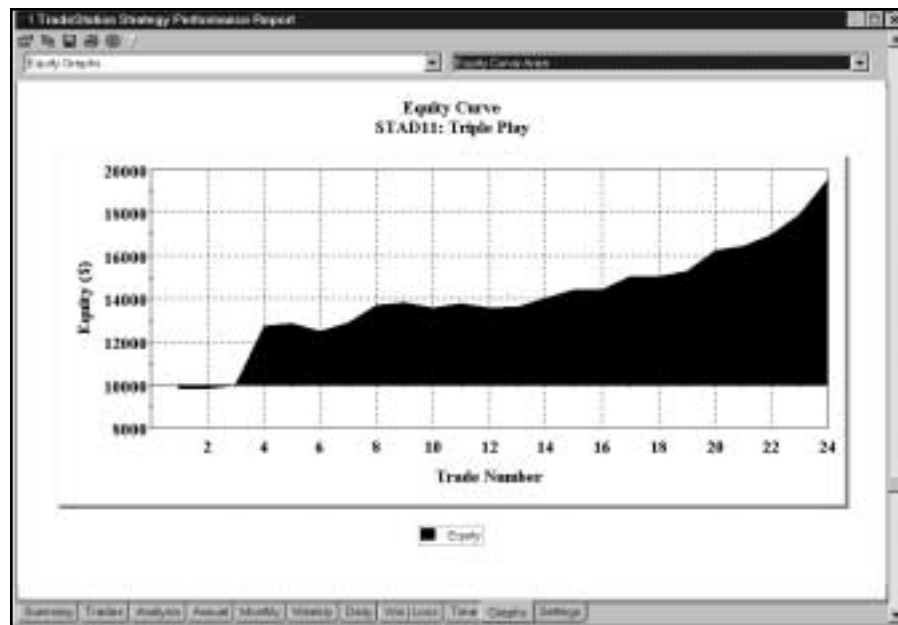 TradeStation Strategy Performance Report
Equity Graphs
Equity Curve Area
Equity Curve
STAD11: Triple Play
20000
18000
16000
14000
12000
10000
8000
Equity ($)
2 4 6 8 10 12 14 16 18 20 22 24
Trade Number
Equity
Summary Trades Analysis Annual Monthly Weekly Daily Win|Loss Time Graphs Settings